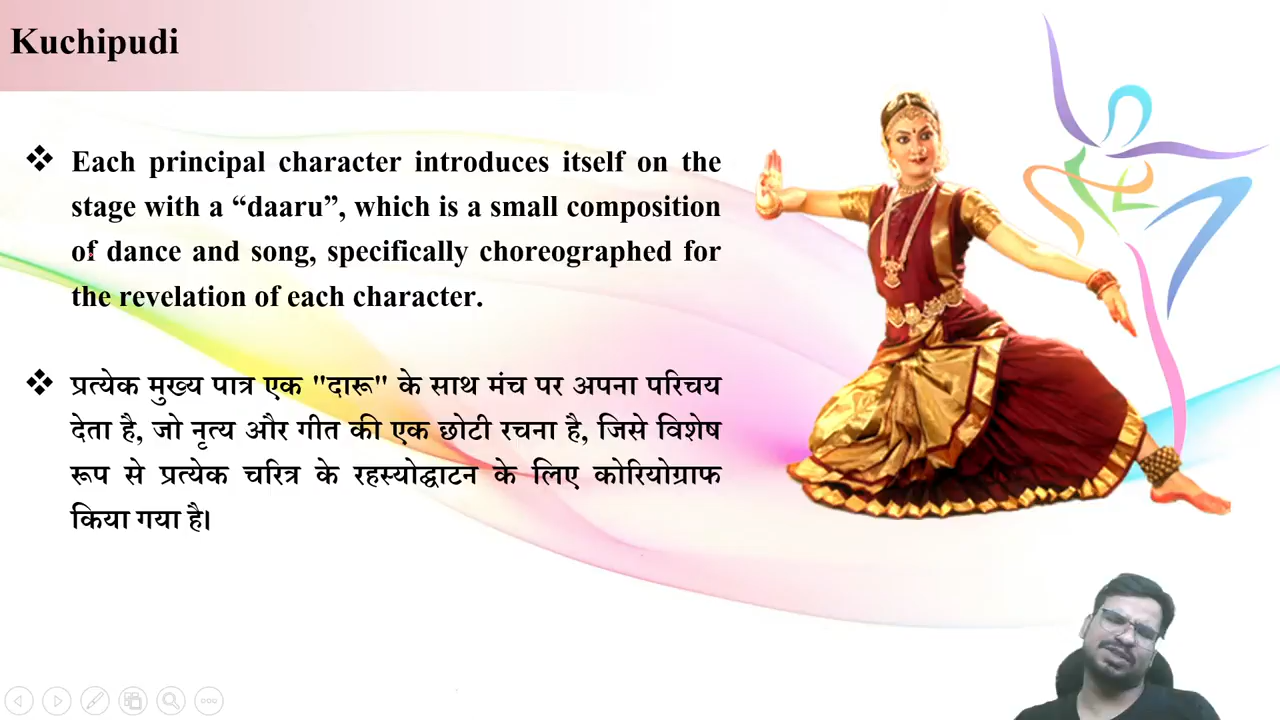 Kuchipudi
❖ Each principal character introduces itself on the
stage with a “daaru”, which is a small composition
of dance and song, specifically choreographed for
the revelation of each character.
❖ प्रत्येक मुख्य पात्र एक "दारू" के साथ मंच पर अपना परिचय
देता है, जो नृत्य और गीत की एक छोटी रचना है, जिसे विशेष
रूप से प्रत्येक चरित्र के रहस्योद्घाटन के लिए कोरियोग्राफ
किया गया है।